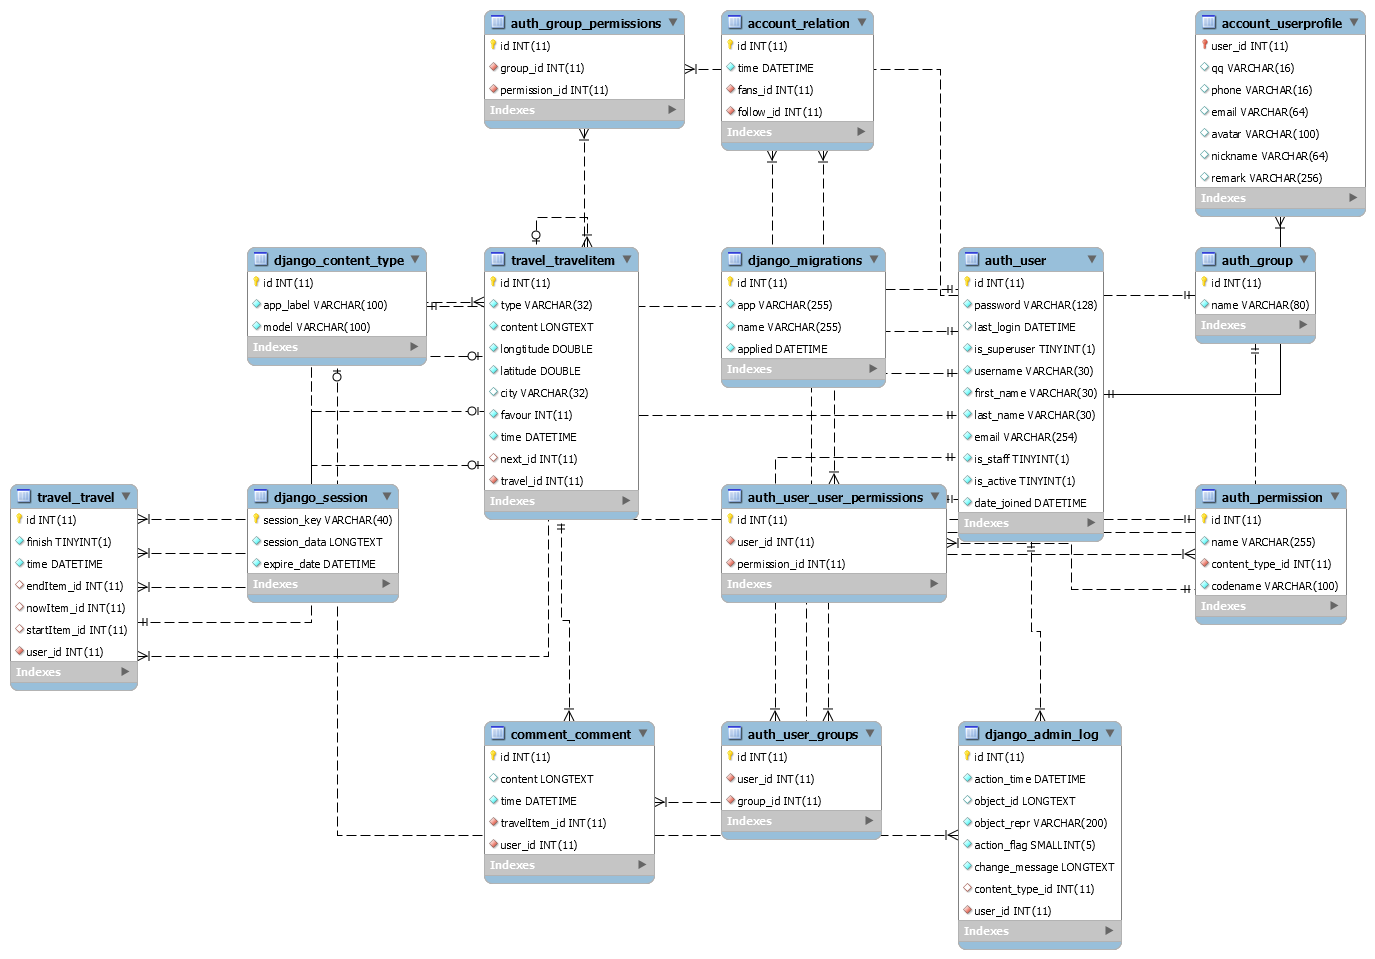 auth_group_permissions
id INT(11)
group_id INT(11)
permission_id INT(11)
Indexes
account_relation
id INT(11)
time DATETIME
fans_id INT(11)
follow_id INT(11)
Indexes
account_userprofile
user_id INT(11)
qq VARCHAR(16)
phone VARCHAR(16)
email VARCHAR(64)
avatar VARCHAR(100)
nickname VARCHAR(64)
remark VARCHAR(256)
Indexes
django_content_type
id INT(11)
app_label VARCHAR(100)
model VARCHAR(100)
Indexes
travel_travelitem
id INT(11)
type VARCHAR(32)
content LONGTEXT
longtitude DOUBLE
latitude DOUBLE
city VARCHAR(32)
favour INT(11)
time DATETIME
next_id INT(11)
travel_id INT(11)
Indexes
django_migrations
id INT(11)
app VARCHAR(255)
name VARCHAR(255)
applied DATETIME
Indexes
auth_user
id INT(11)
password VARCHAR(128)
last_login DATETIME
is_superuser TINYINT(1)
username VARCHAR(30)
first_name VARCHAR(30)
last_name VARCHAR(30)
email VARCHAR(254)
is_staff TINYINT(1)
is_active TINYINT(1)
date_joined DATETIME
Indexes
auth_group
id INT(11)
name VARCHAR(80)
Indexes
travel_travel
id INT(11)
finish TINYINT(1)
time DATETIME
endItem_id INT(11)
nowItem_id INT(11)
startItem_id INT(11)
user_id INT(11)
Indexes
django_session
session_key VARCHAR(40)
session_data LONGTEXT
expire_date DATETIME
Indexes
auth_user_user_permissions
id INT(11)
user_id INT(11)
permission_id INT(11)
Indexes
auth_permission
id INT(11)
name VARCHAR(255)
content_type_id INT(11)
codename VARCHAR(100)
Indexes
comment_comment
id INT(11)
content LONGTEXT
time DATETIME
travelItem_id INT(11)
user_id INT(11)
Indexes
auth_user_groups
id INT(11)
user_id INT(11)
group_id INT(11)
Indexes
django_admin_log
id INT(11)
action_time DATETIME
object_id LONGTEXT
object_repr VARCHAR(200)
action_flag SMALLINT(5)
change_message LONGTEXT
content_type_id INT(11)
user_id INT(11)
Indexes